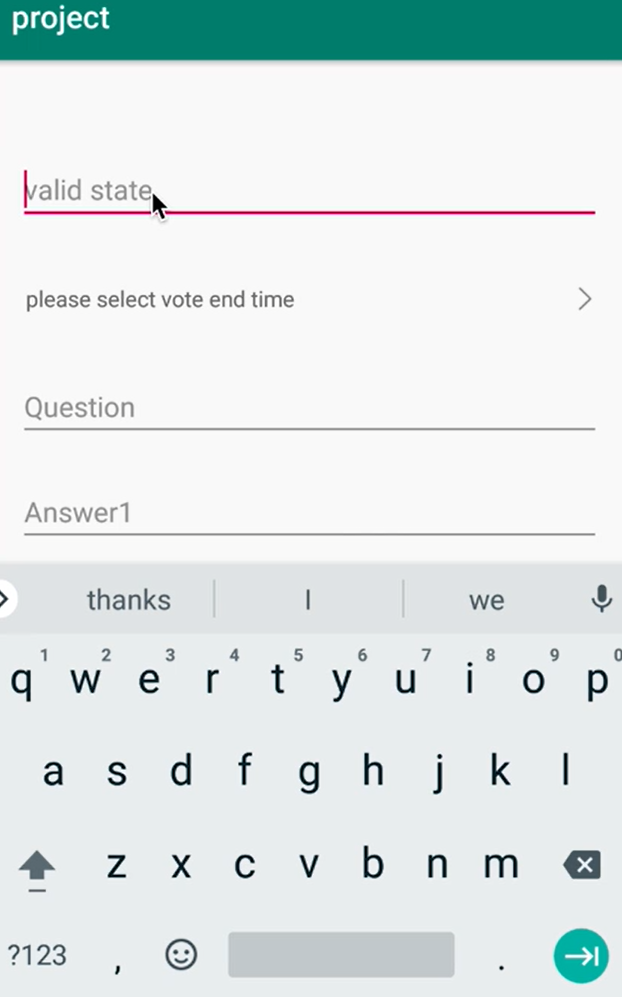 project
valid state
please select vote end time
Question
Answer1
thanks I we
1 2 3 4 5 6 7 8 9 0
q w e r t y u i o p
a s d f g h j k l
z x c v b n m
?123 , .